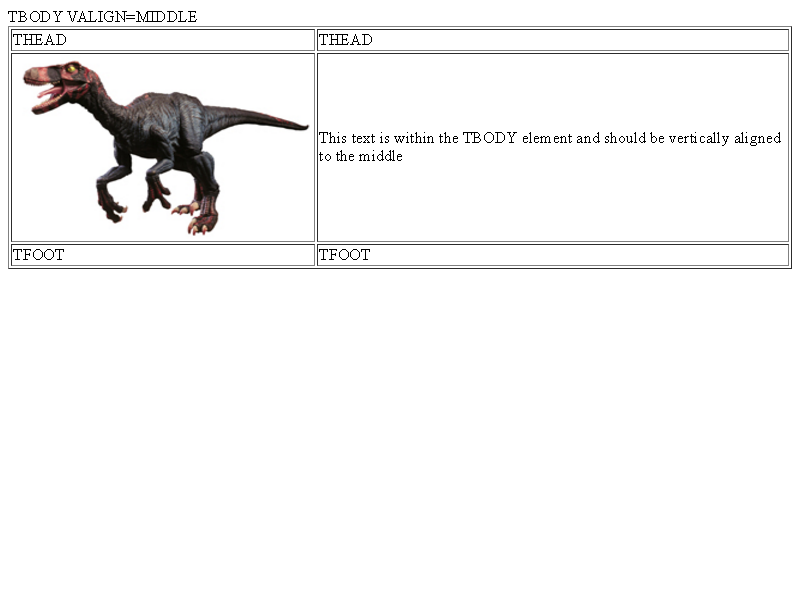 TBODY VALIGN=MIDDLE
THEAD THEAD
This text is within the TBODY element and should be vertically aligned
to the middle
TFOOT TFOOT